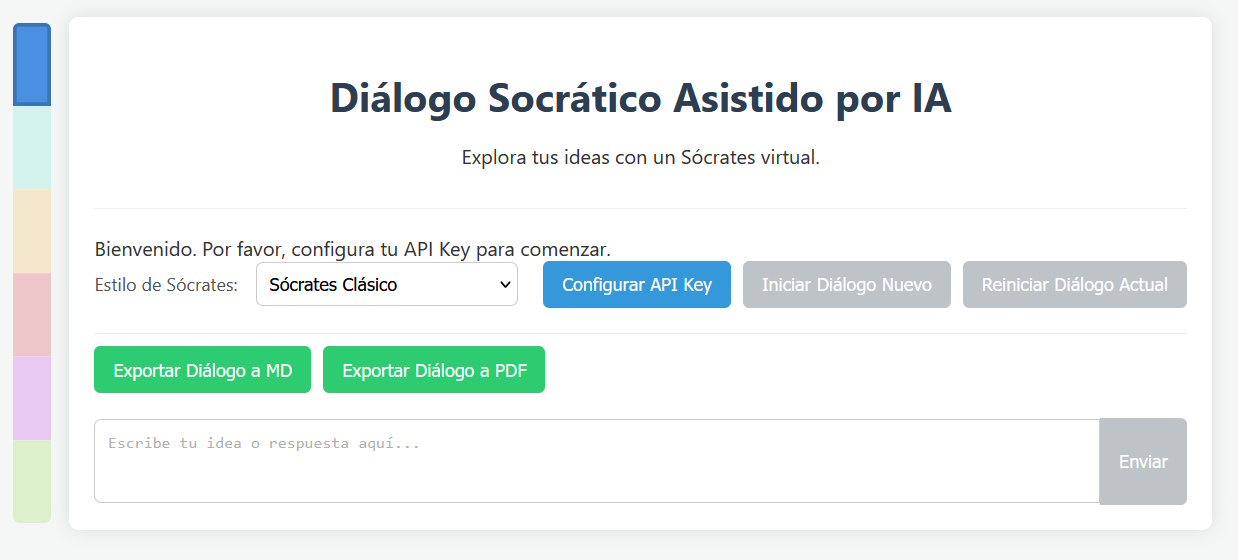 Diálogo Socrático Asistido por IA
Explora tus ideas con un Sócrates virtual.
Bienvenido. Por favor, configura tu API Key para comenzar.
Estilo de Sócrates: Sócrates Clásico Configurar API Key Iniciar Diálogo Nuevo Reiniciar Diálogo Actual
Exportar Diálogo a MD Exportar Diálogo a PDF
Escribe tu idea o respuesta aquí...
Enviar